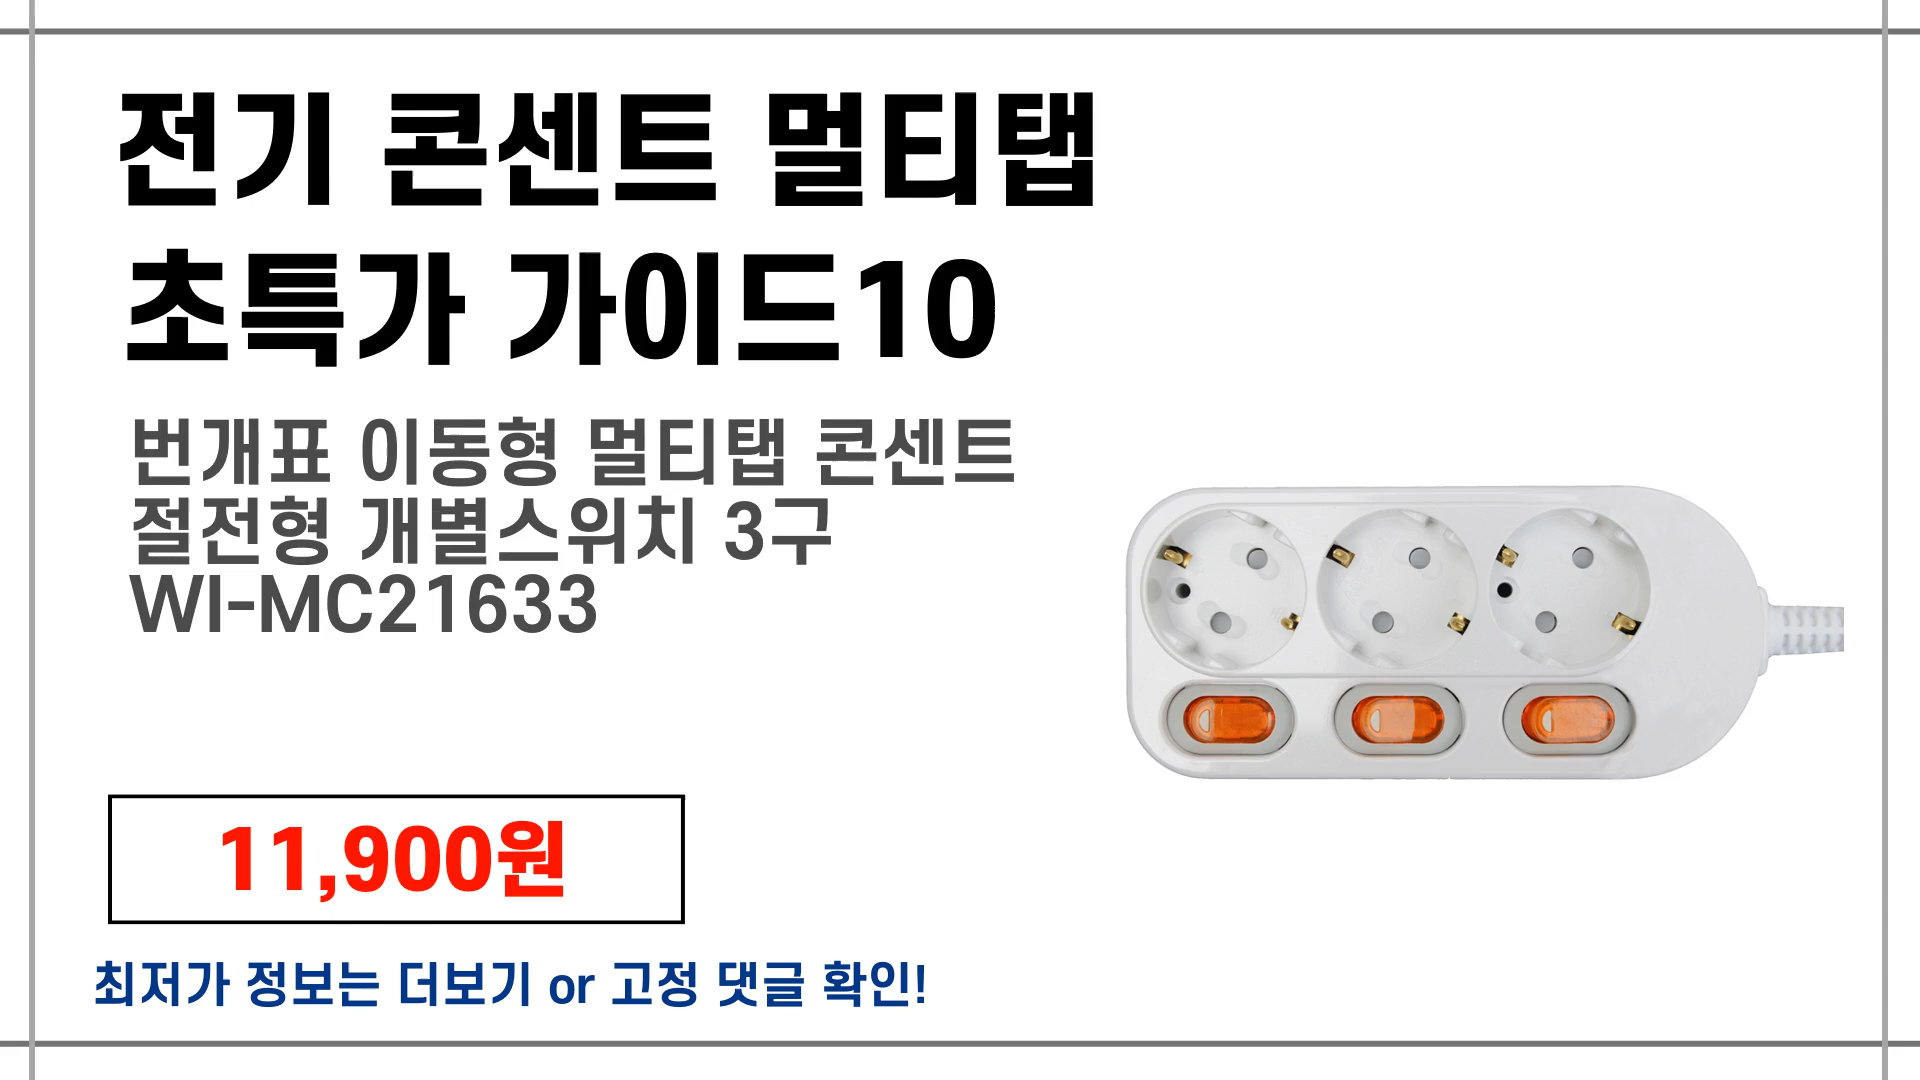 전기 콘센트 멀티탭
초특가 가이드10
번개표 이동형 멀티탭 콘센트
절전형 개별스위치 3구
WI-MC21633
11,900원
최저가 정보는 더보기 or 고정 댓글 확인!